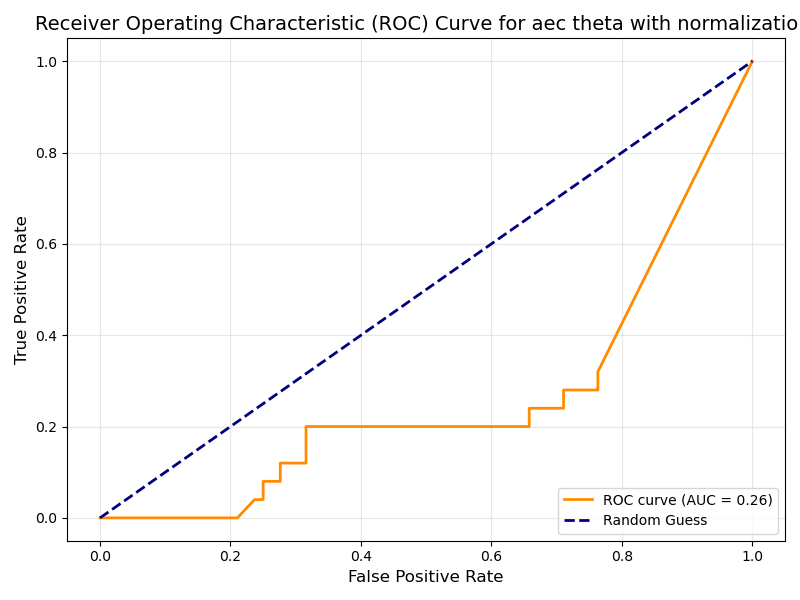 Receiver Operating Characteristic (ROC) Curve for aec theta with normalizatio
1.0
0.8
0.6
0.4
0.2
0.0
True Positive Rate
0.0 0.2 0.4 0.6 0.8 1.0
False Positive Rate
ROC curve (AUC = 0.26)
Random Guess